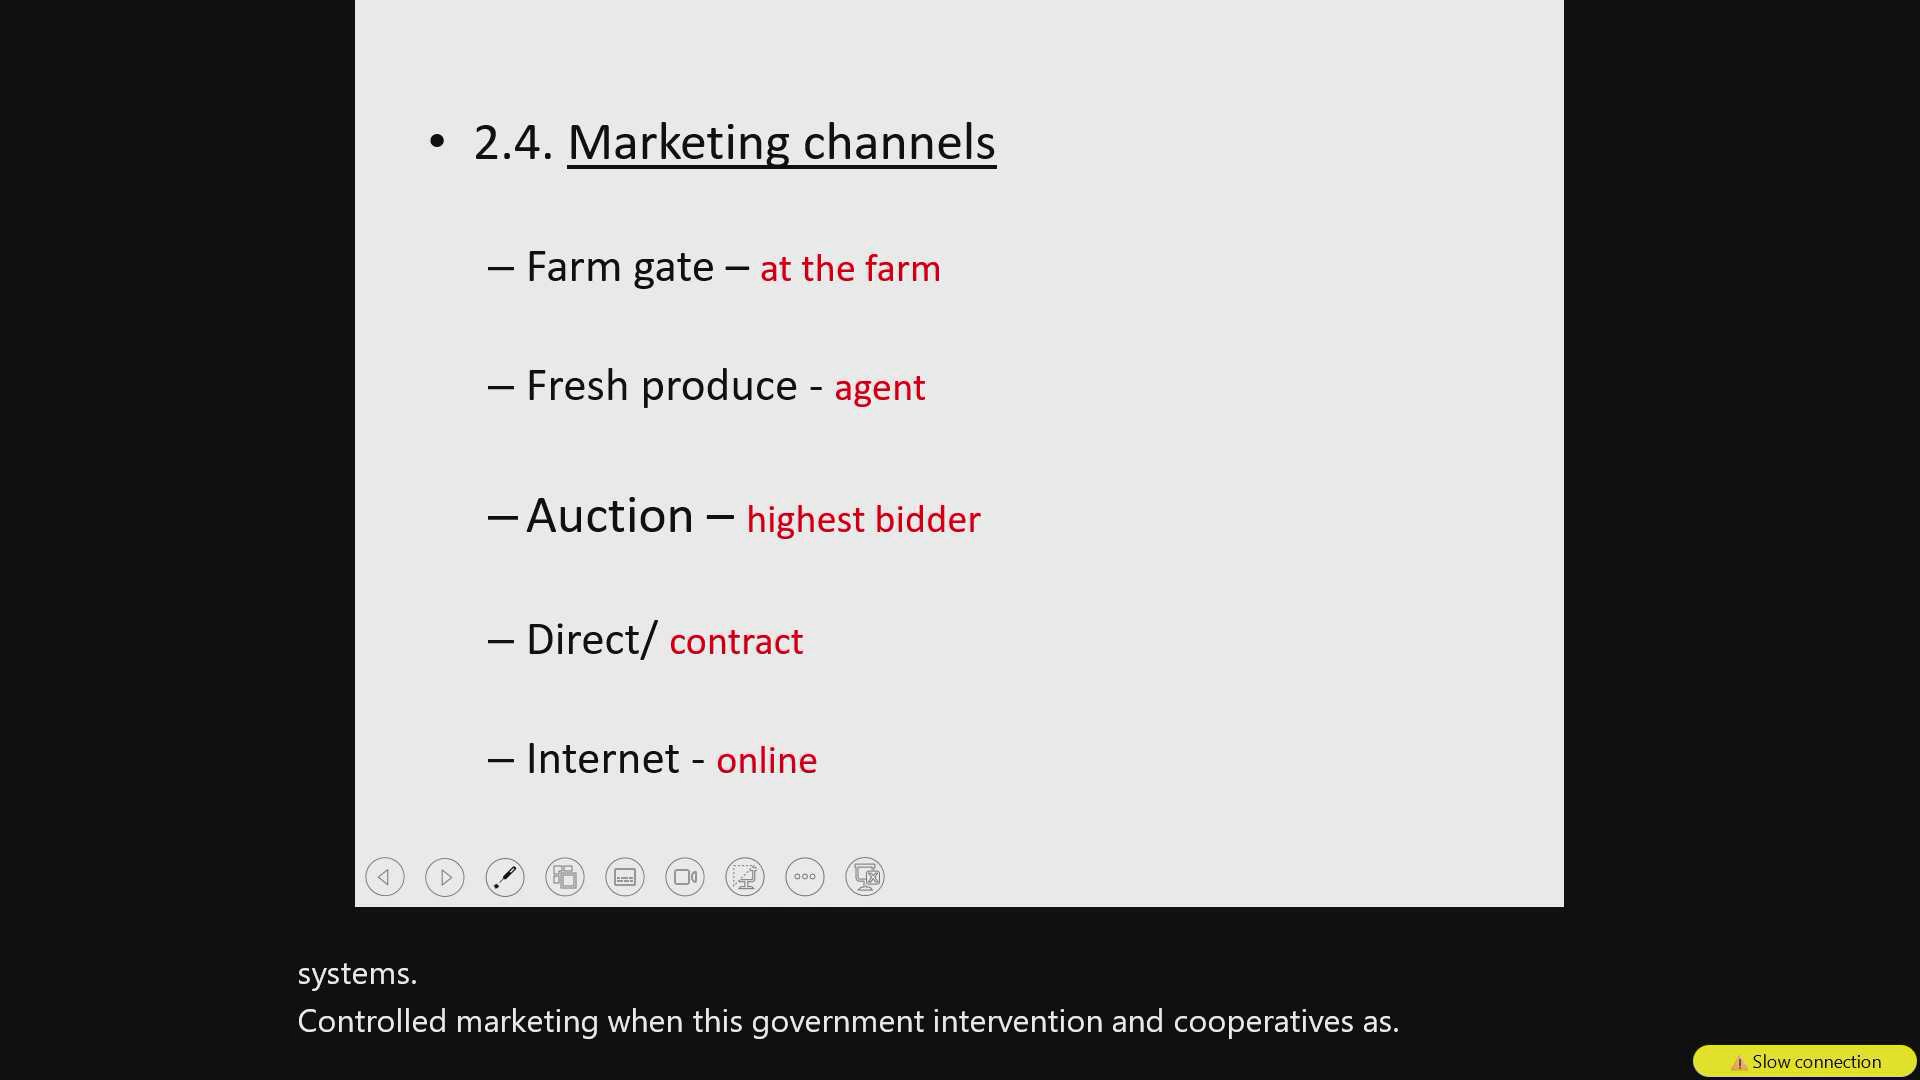 • 2.4. Marketing channels
– Farm gate – at the farm
– Fresh produce - agent
– Auction – highest bidder
– Direct/ contract
– Internet - online
systems.
Controlled marketing when this government intervention and cooperatives as.
⚠ Slow connection